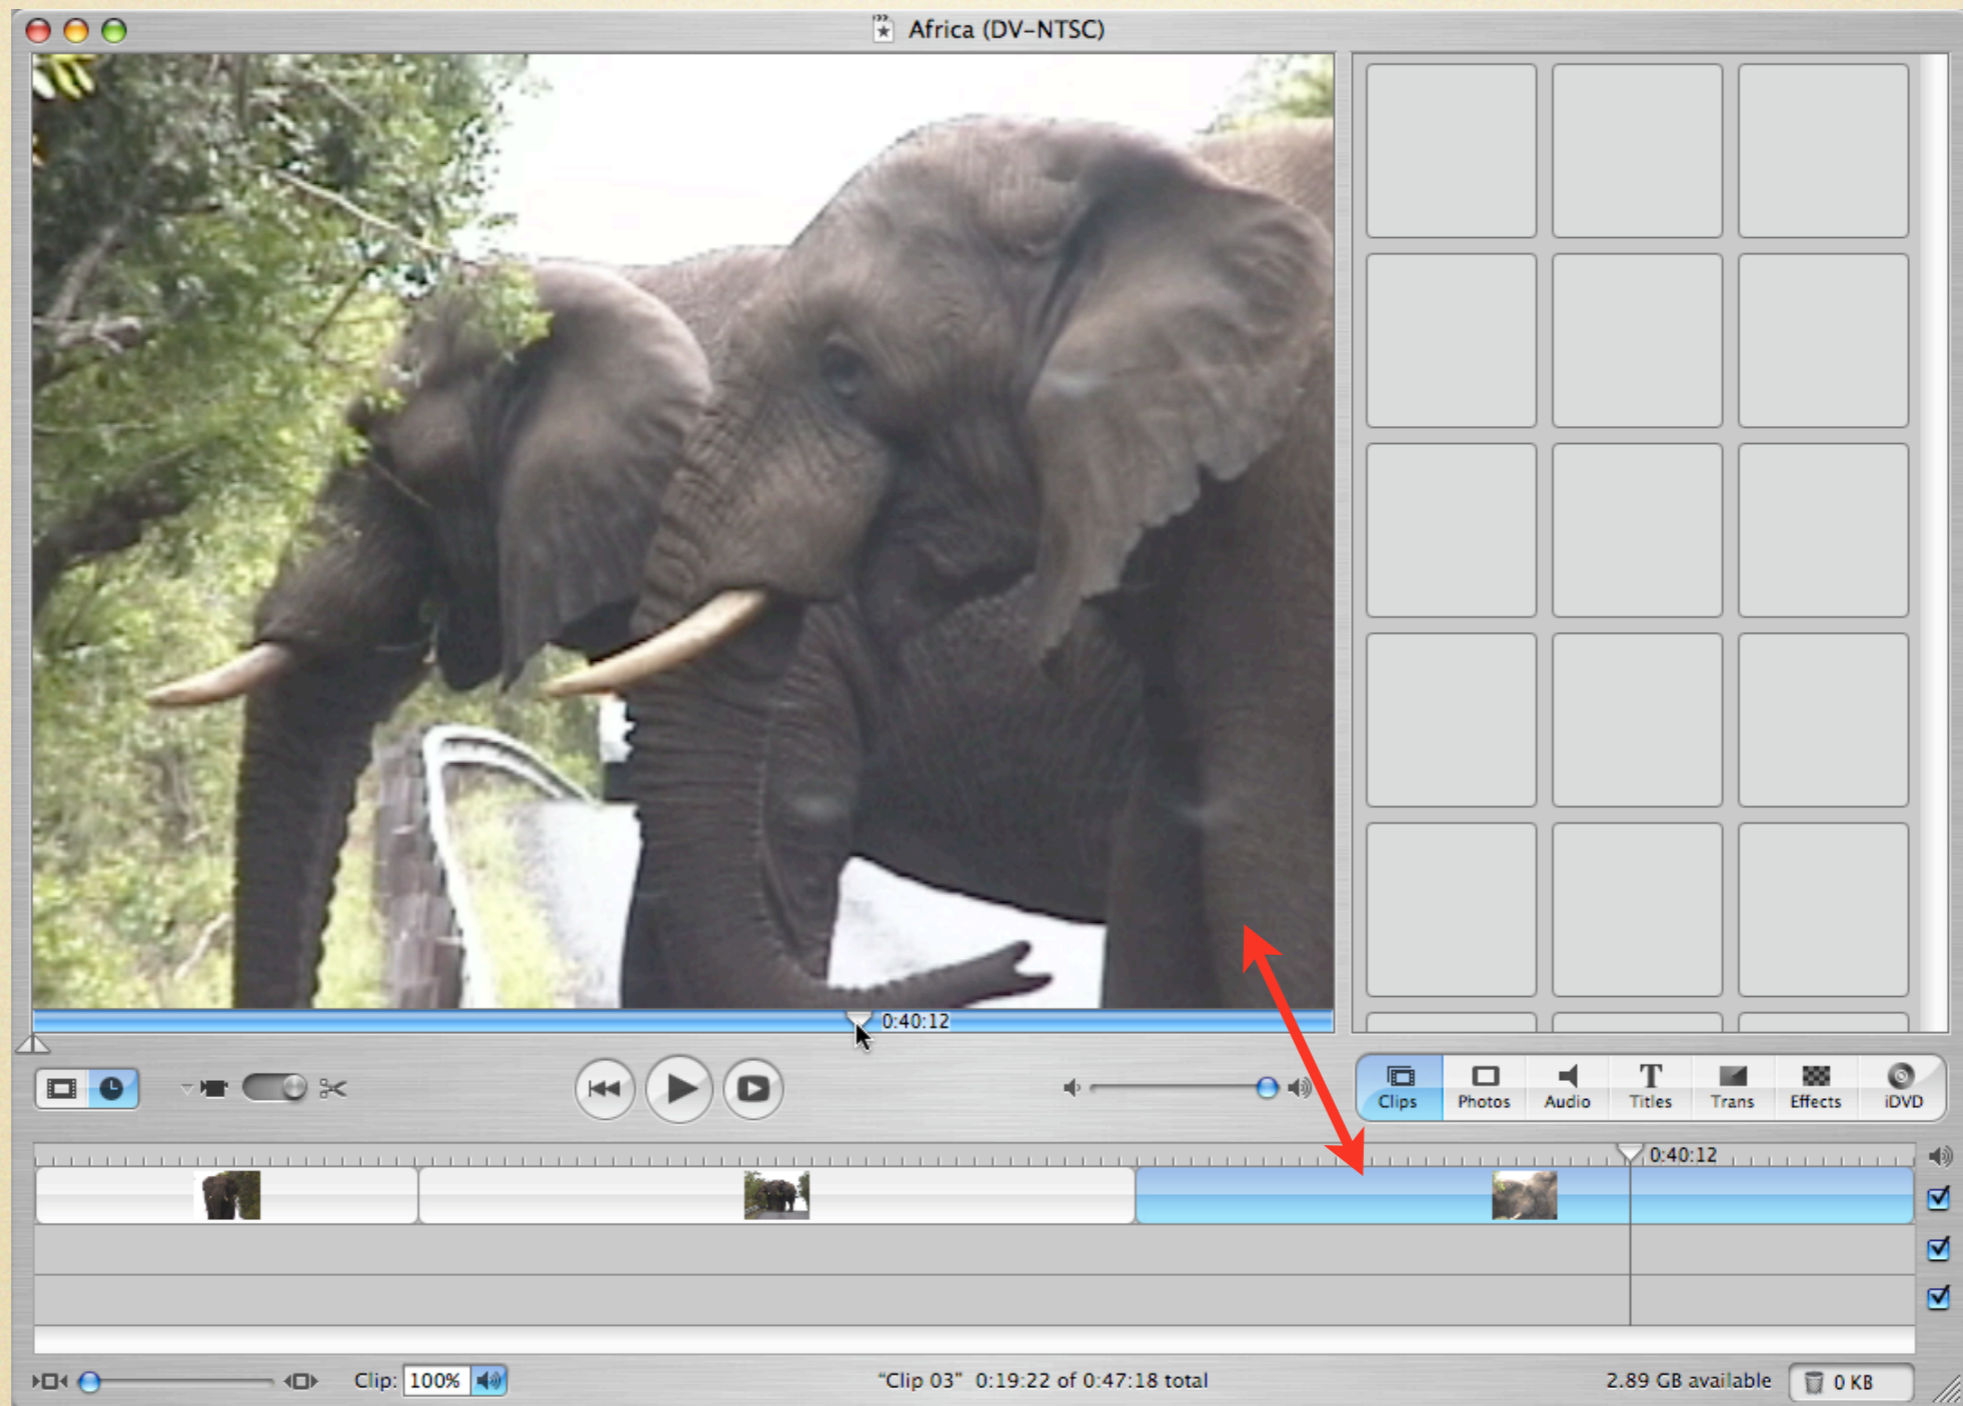 Africa (DV-NTSC)
0:40:12
Clips
Photos
Audio
T
Titles
Trans
Effects
iDVD
0:40:12
Clip: 100%
"Clip 03" 0:19:22 of 0:47:18 total
2.89 GB available
0 KB